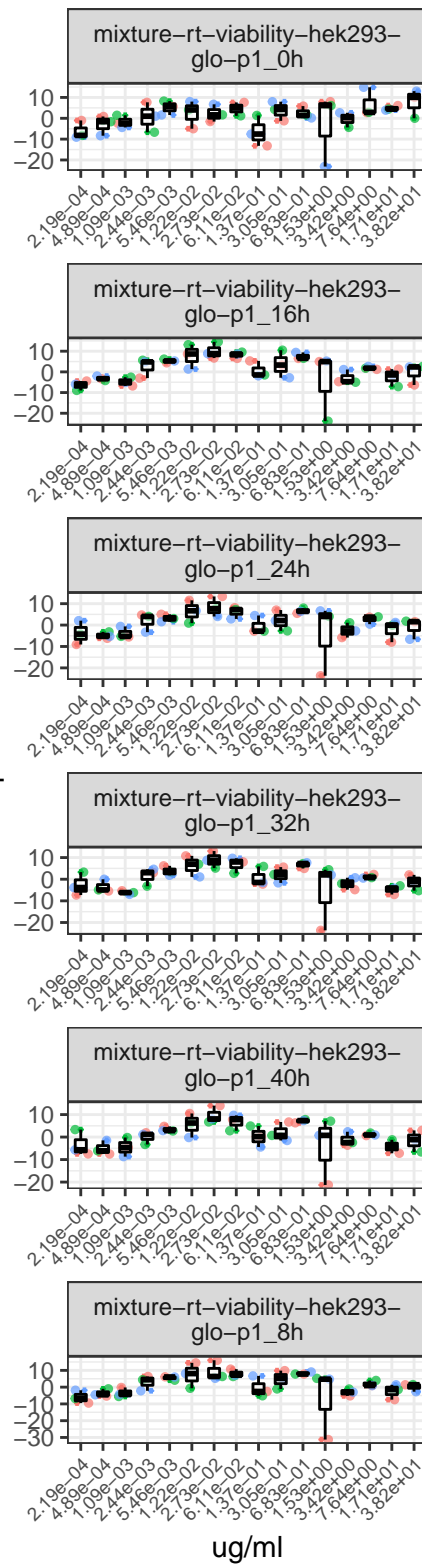 mixture−rt−viability−hek293−
glo−p1_0h
10
0
−10
−20
2.19e−04
4.89e−04
1.09e−03
2.44e−03
5.46e−03
1.22e−02
2.73e−02
6.11e−02
1.37e−01
3.05e−01
6.83e−01
1.53e+00
3.42e+00
7.64e+00
1.71e+01
3.82e+01
mixture−rt−viability−hek293−
glo−p1_16h
10
0
−10
−20
2.19e−04
4.89e−04
1.09e−03
2.44e−03
5.46e−03
1.22e−02
2.73e−02
6.11e−02
1.37e−01
3.05e−01
6.83e−01
1.53e+00
3.42e+00
7.64e+00
1.71e+01
3.82e+01
mixture−rt−viability−hek293−
glo−p1_24h
10
0
−10
−20
2.19e−04
4.89e−04
1.09e−03
2.44e−03
5.46e−03
1.22e−02
2.73e−02
6.11e−02
1.37e−01
3.05e−01
6.83e−01
1.53e+00
3.42e+00
7.64e+00
1.71e+01
3.82e+01
mixture−rt−viability−hek293−
glo−p1_32h
10
0
−10
−20
2.19e−04
4.89e−04
1.09e−03
2.44e−03
5.46e−03
1.22e−02
2.73e−02
6.11e−02
1.37e−01
3.05e−01
6.83e−01
1.53e+00
3.42e+00
7.64e+00
1.71e+01
3.82e+01
mixture−rt−viability−hek293−
glo−p1_40h
10
0
−10
−20
2.19e−04
4.89e−04
1.09e−03
2.44e−03
5.46e−03
1.22e−02
2.73e−02
6.11e−02
1.37e−01
3.05e−01
6.83e−01
1.53e+00
3.42e+00
7.64e+00
1.71e+01
3.82e+01
mixture−rt−viability−hek293−
glo−p1_8h
10
0
−10
−20
−30
2.19e−04
4.89e−04
1.09e−03
2.44e−03
5.46e−03
1.22e−02
2.73e−02
6.11e−02
1.37e−01
3.05e−01
6.83e−01
1.53e+00
3.42e+00
7.64e+00
1.71e+01
3.82e+01
ug/ml